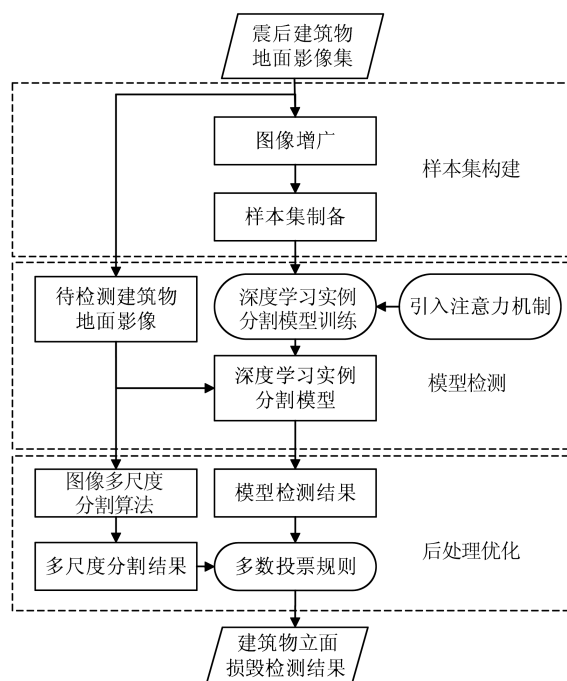 震后建筑物
地面影像集
图像增广
样本集构建
样本集制备
待检测建筑物
地面影像
深度学习实例
分割模型训练
引入注意力机制
深度学习实例
分割模型
模型检测
图像多尺度
分割算法
模型检测结果
多尺度分割结果
多数投票规则
后处理优化
建筑物立面
损毁检测结果